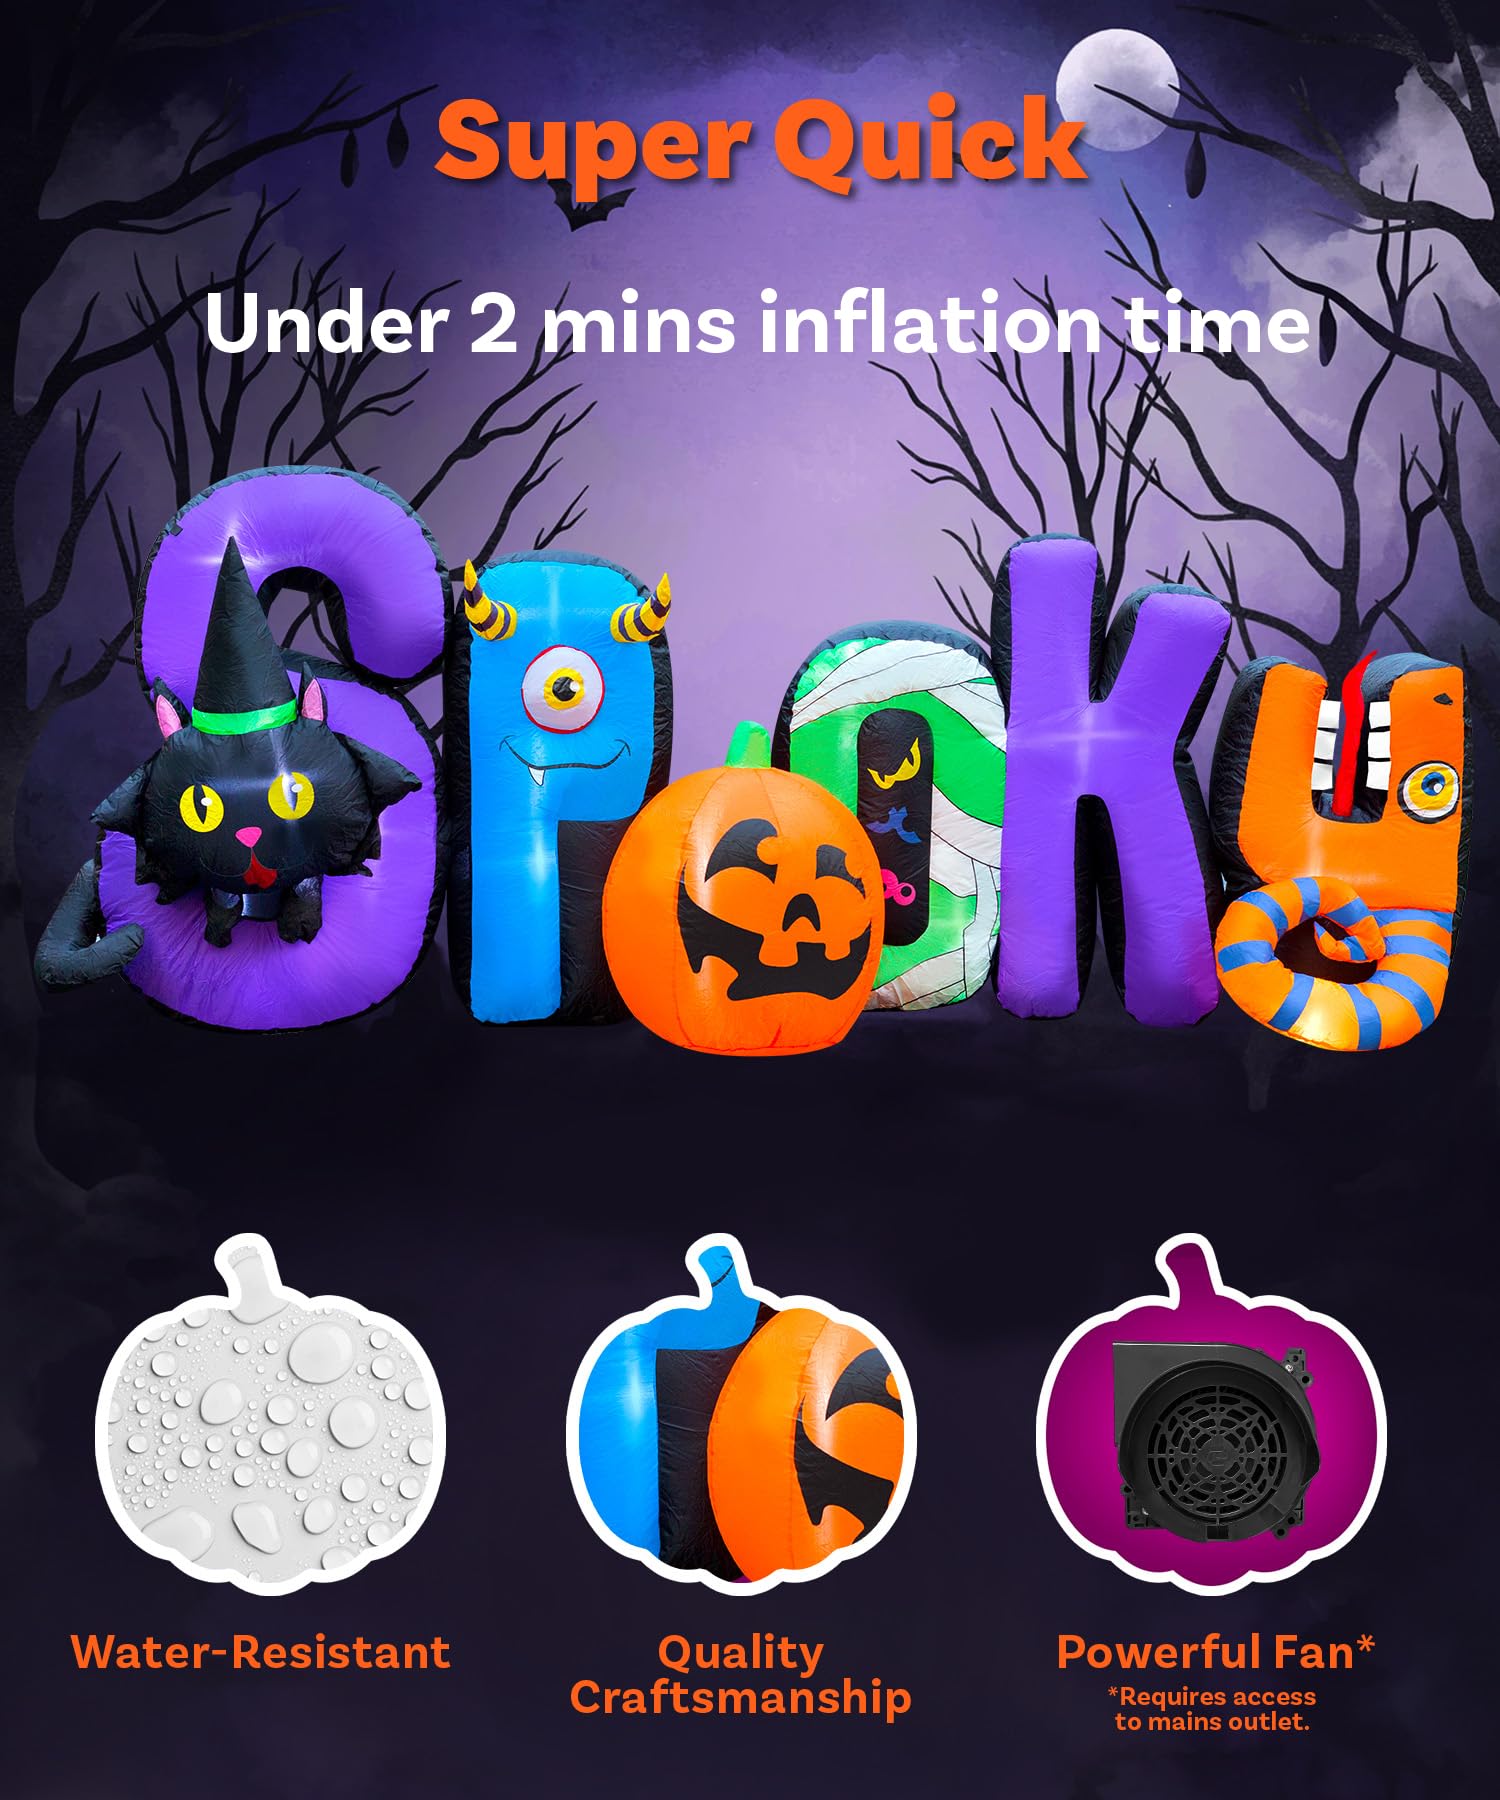 Super Quick
Under 2 mins inflation time
SPOOKy
Water-Resistant
Quality
Craftsmanship
Powerful Fan*
*Requires access
to mains outlet.